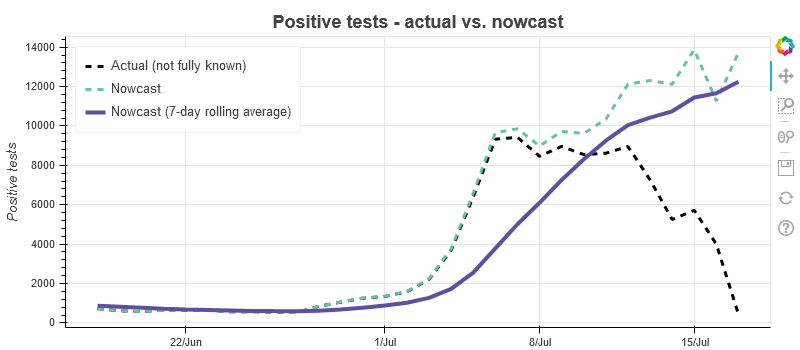 Positive tests - actual vs. nowcast
Actual (not fully known)
Nowcast
Nowcast (7-day rolling average)
Positive tests
14000
12000
10000
8000
6000
4000
2000
0
22/Jun
1/Jul
8/Jul
15/Jul